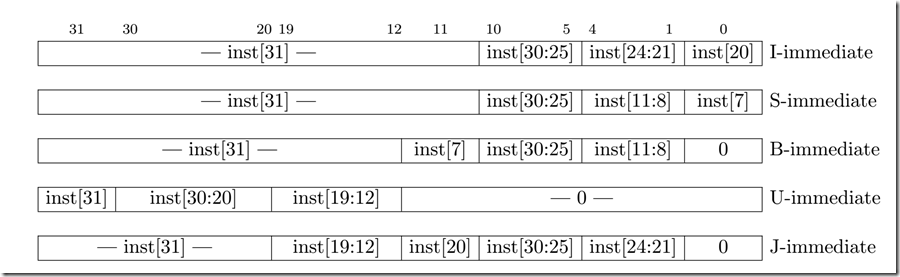 31 30 20 19 12 11 10 5 4 1 0
— inst[31] — inst[30:25] inst[24:21] inst[20] I-immediate
— inst[31] — inst[30:25] inst[11:8] inst[7] S-immediate
— inst[31] — inst[7] inst[30:25] inst[11:8] 0 B-immediate
inst[31] inst[30:20] inst[19:12] — 0 — U-immediate
— inst[31] — inst[19:12] inst[20] inst[30:25] inst[24:21] 0 J-immediate